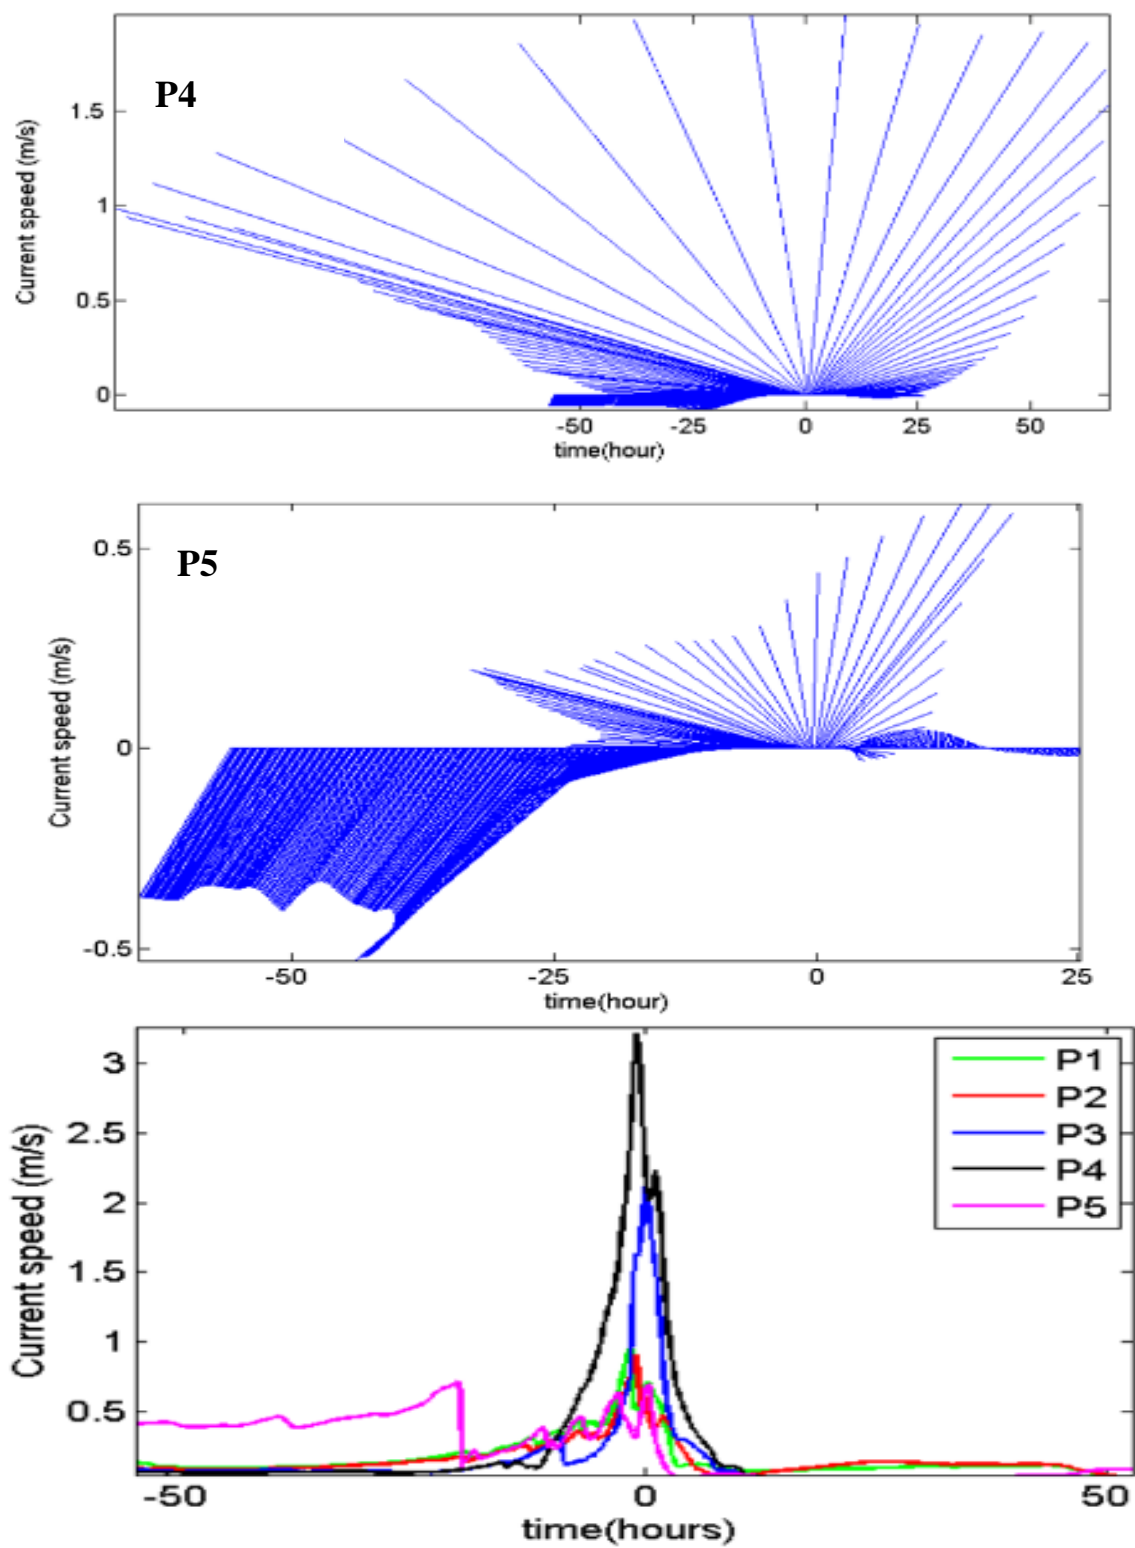 P4
1.5
1
0.5
0
Current speed (m/s)
-50 -25 0 25 50
time(hour)
P5
0.5
0
-0.5
Current speed (m/s)
-50 -25 0 25
time(hour)
3
2.5
2
1.5
1
0.5
Current speed (m/s)
P1
P2
P3
P4
P5
-50 0 50
time(hours)